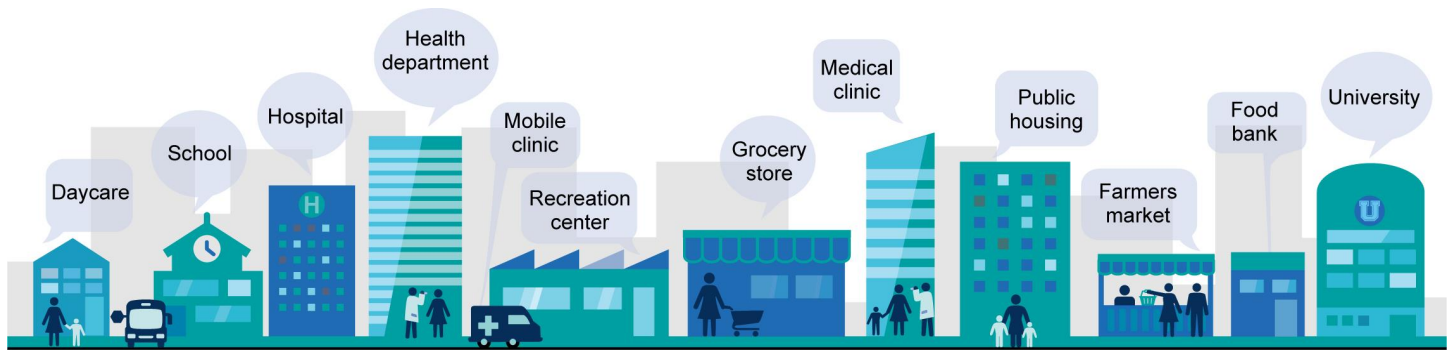 Daycare
School
Hospital
Health
department
Mobile
clinic
Recreation
center
Grocery
store
Medical
clinic
Public
housing
Farmers
market
Food
bank
University
H
U